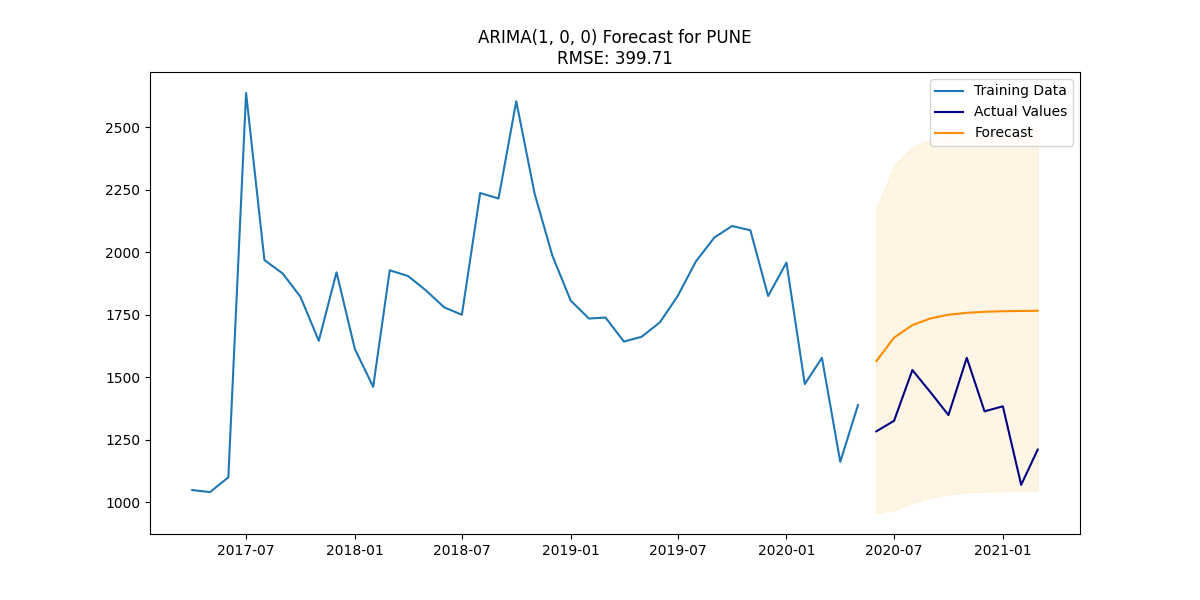 ARIMA(1, 0, 0) Forecast for PUNE
RMSE: 399.71
Training Data
Actual Values
Forecast
2500
2250
2000
1750
1500
1250
1000
2017-07 2018-01 2018-07 2019-01 2019-07 2020-01 2020-07 2021-01